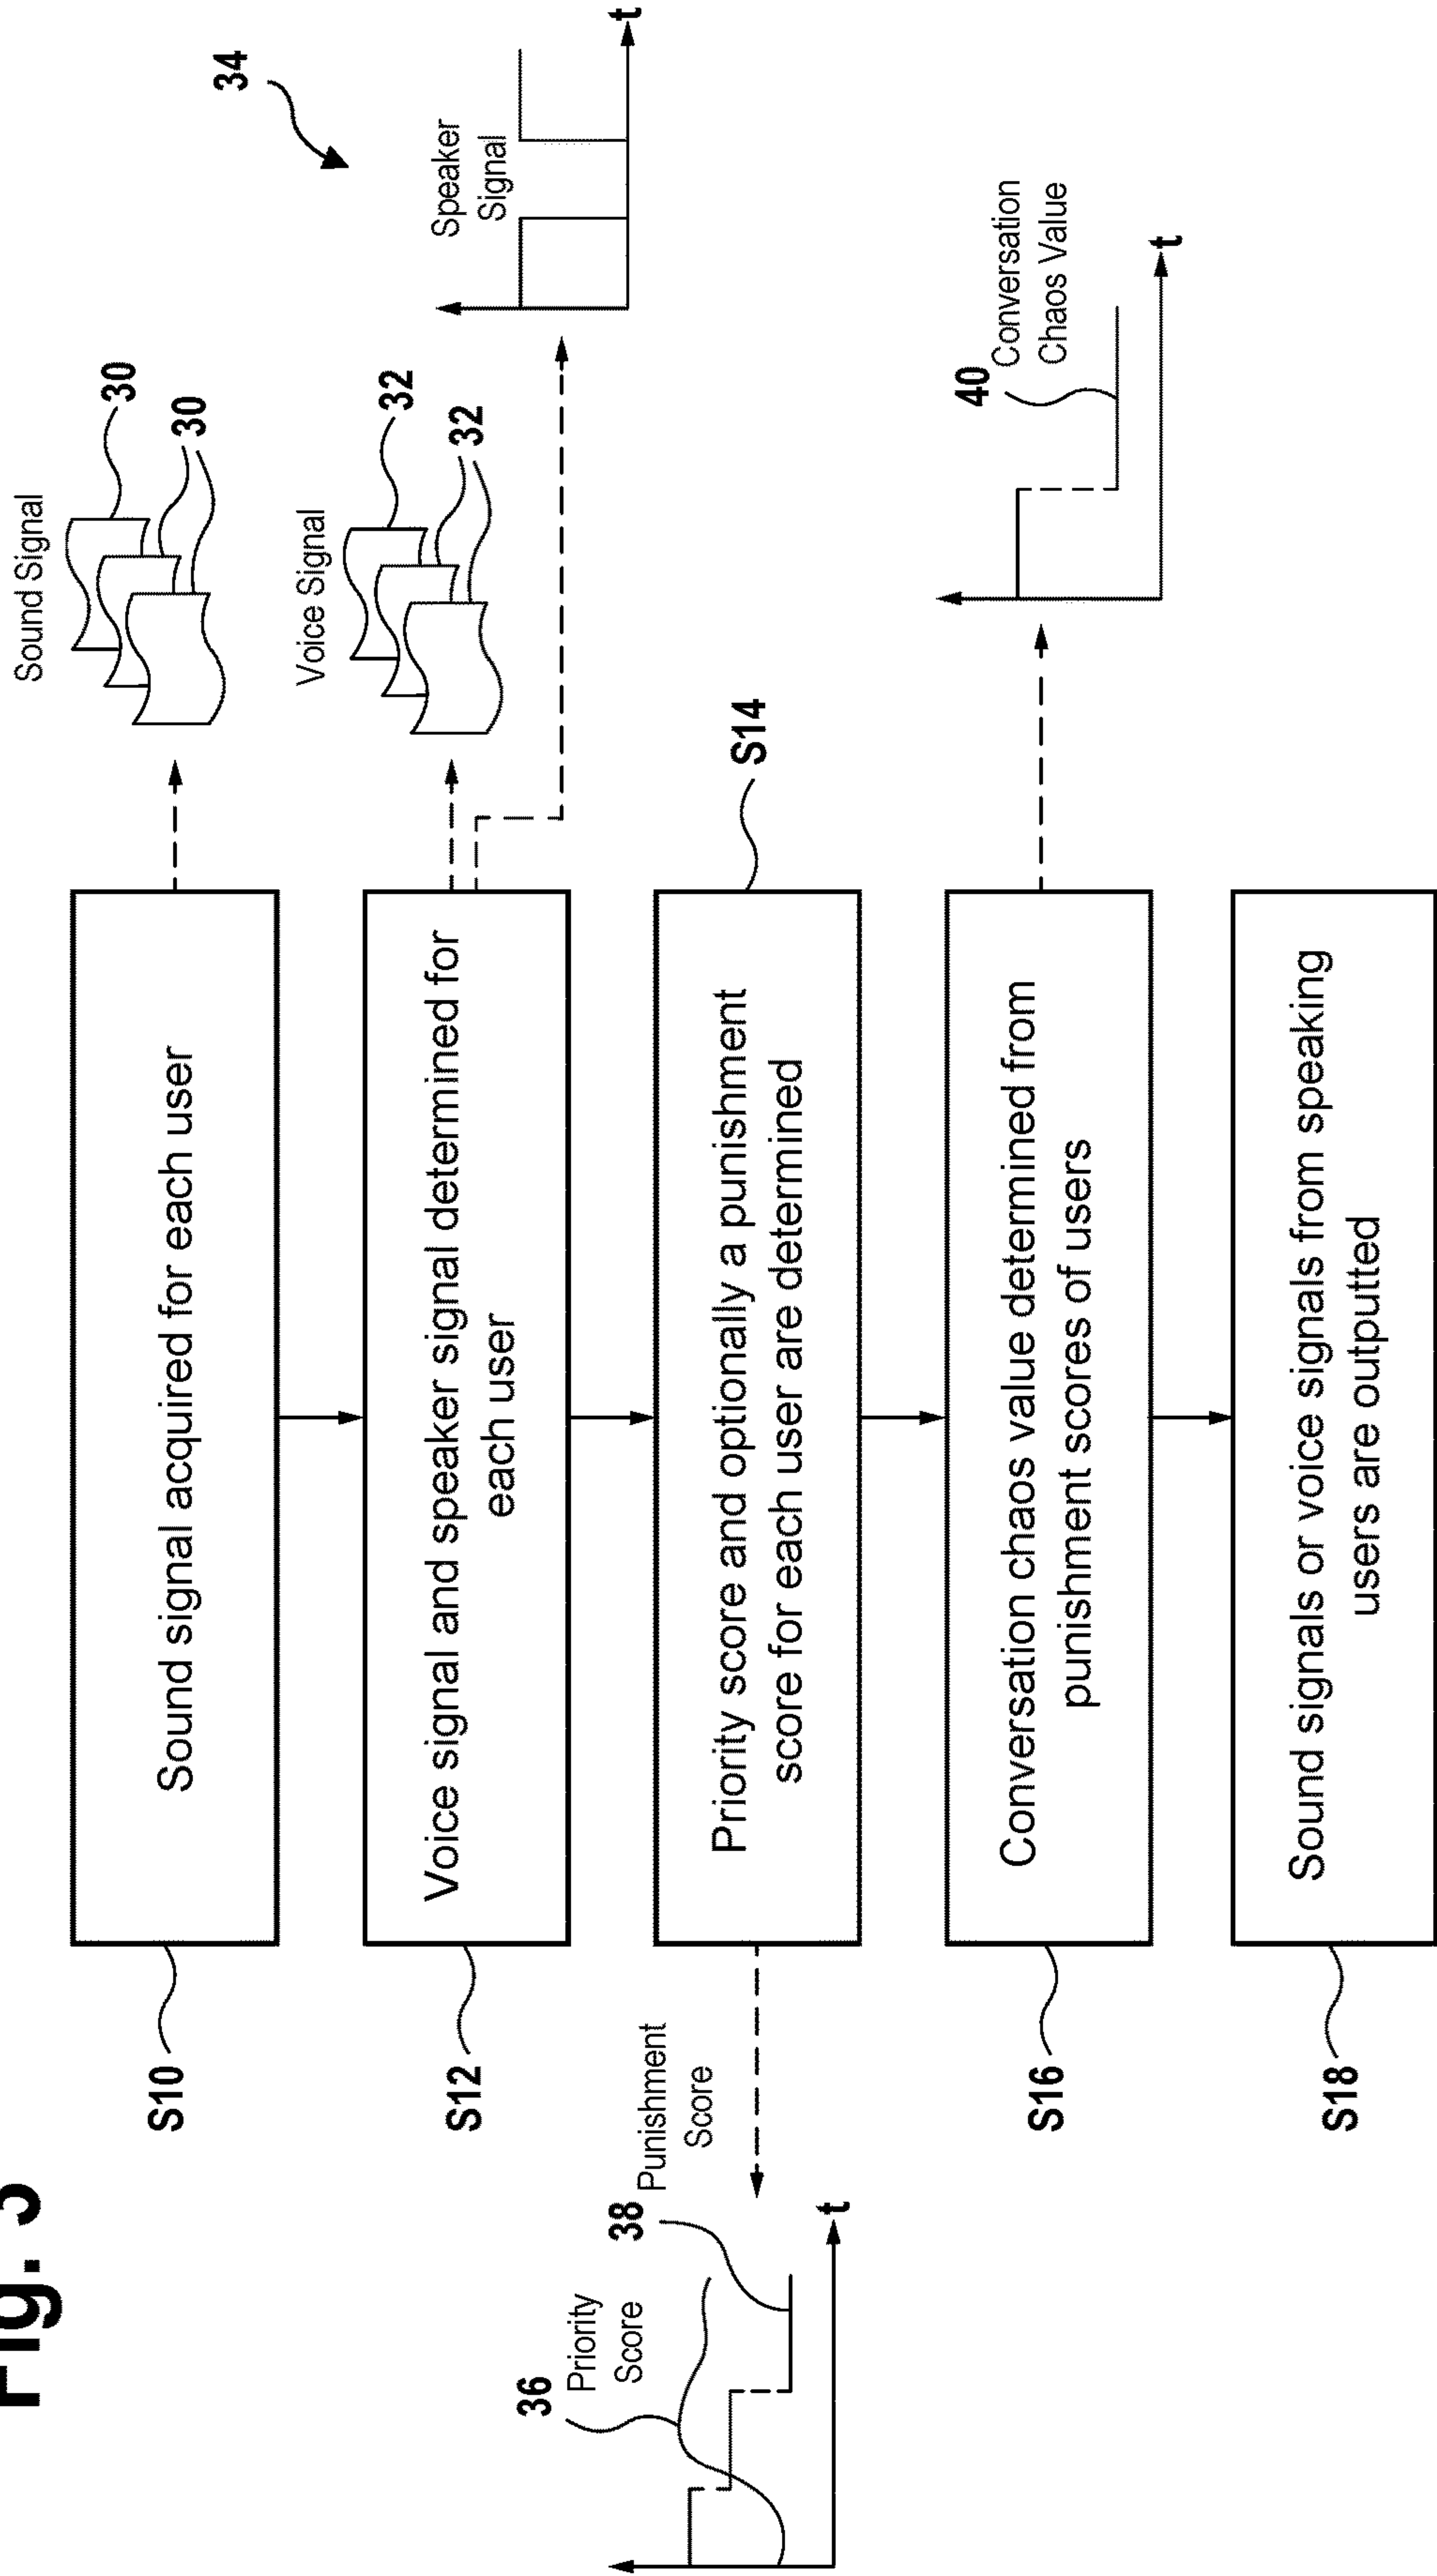 Fig.
Sound Signal
30
30
S10
Sound signal acquired for each user
34
Voice Signal
32
32
S12
Voice signal and speaker signal determined for
each user
Speaker
Signal
t
36
Priority
Score
38
Punishment
Score
t
Priority score and optionally a punishment
score for each user are determined
S14
S16
Conversation chaos value determined from
punishment scores of users
40
Conversation
Chaos Value
t
S18
Sound signals or voice signals from speaking
users are outputted